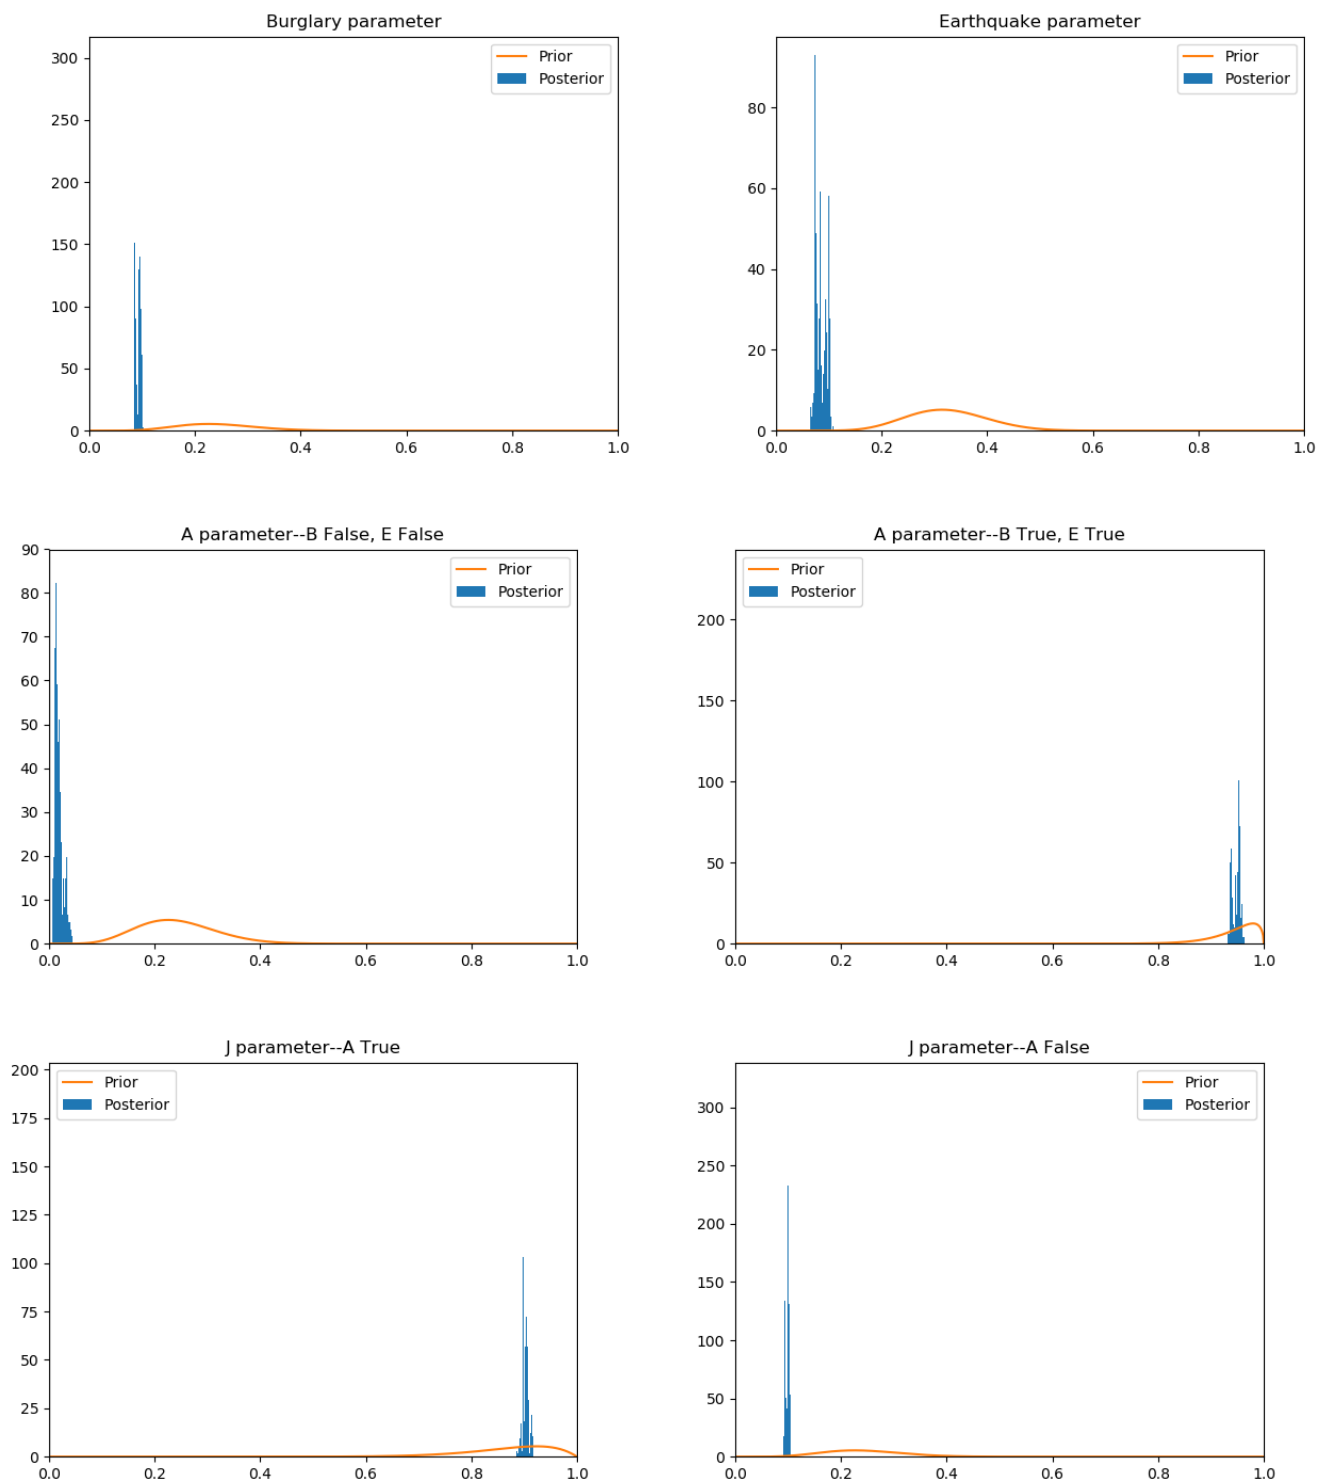 Burglary parameter
300
250
200
150
100
50
0
0.0 0.2 0.4 0.6 0.8 1.0
Prior
Posterior
Earthquake parameter
80
60
40
20
0
0.0 0.2 0.4 0.6 0.8 1.0
Prior
Posterior
A parameter--B False, E False
90
80
70
60
50
40
30
20
10
0
0.0 0.2 0.4 0.6 0.8 1.0
Prior
Posterior
A parameter--B True, E True
200
150
100
50
0
0.0 0.2 0.4 0.6 0.8 1.0
Prior
Posterior
J parameter--A True
200
175
150
125
100
75
50
25
0
0.0 0.2 0.4 0.6 0.8 1.0
Prior
Posterior
J parameter--A False
300
250
200
150
100
50
0
0.0 0.2 0.4 0.6 0.8 1.0
Prior
Posterior